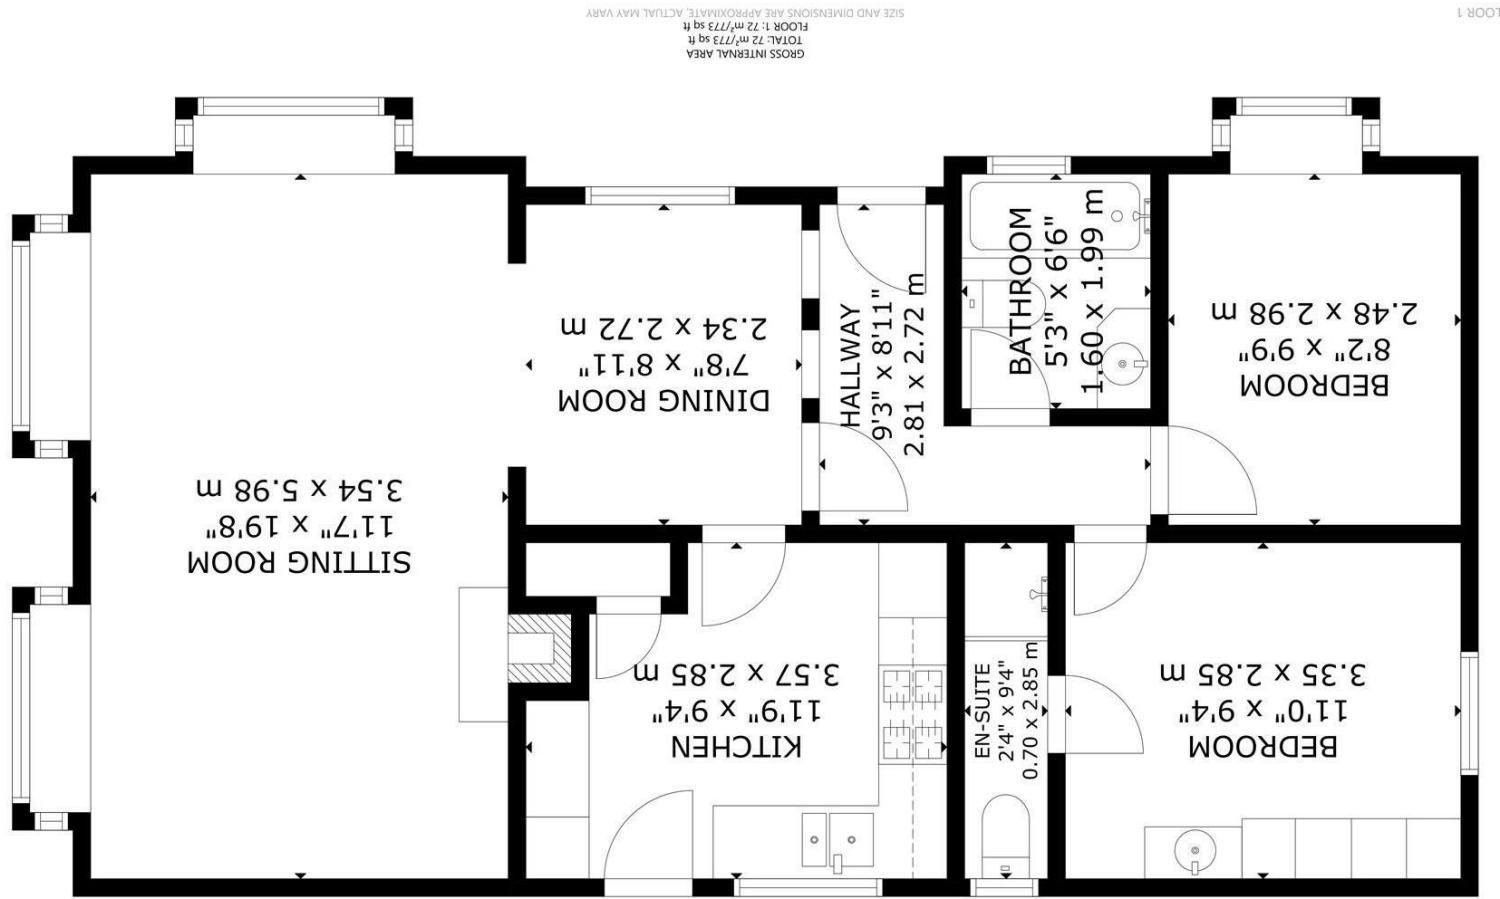 SITTING ROOM
11'7" x 19'8"
3.54 x 5.98 m
DINING ROOM
7'8" x 8'11"
2.34 x 2.72 m
HALLWAY
9'3" x 8'11"
2.81 x 2.72 m
BATHROOM
5'3" x 6'6"
1.60 x 1.99 m
BEDROOM
8'2" x 9'9"
2.48 x 2.98 m
KITCHEN
11'9" x 9'4"
3.57 x 2.85 m
EN-SUITE
2'4" x 9'4"
0.70 x 2.85 m
BEDROOM
11'0" x 9'4"
3.35 x 2.85 m
GROSS INTERNAL AREA
TOTAL: 72 m²/773 sq ft
FLOOR 1: 72 m²/773 sq ft
SIZE AND DIMENSIONS ARE APPROXIMATE, ACTUAL MAY VARY
LOOR 1